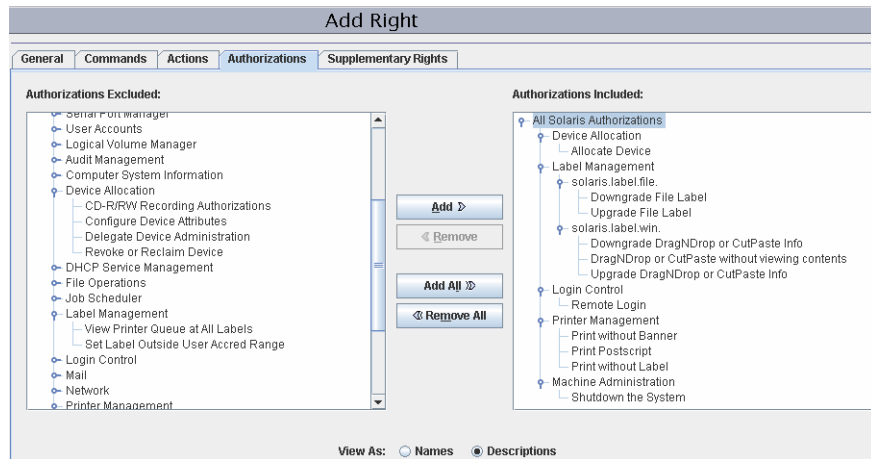 Add Right
General
Commands
Actions
Authorizations
Supplementary Rights
Authorizations Excluded:
Serial Port Manager
User Accounts
Logical Volume Manager
Audit Management
Computer System Information
Device Allocation
CD-R/RW Recording Authorizations
Configure Device Attributes
Delegate Device Administration
Revoke or Reclaim Device
DHCP Service Management
File Operations
Job Scheduler
Label Management
View Printer Queue at All Labels
Set Label Outside User Accred Range
Login Control
Mail
Network
Printer Management
Add
Remove
Add All
Remove All
Authorizations Included:
All Solaris Authorizations
Device Allocation
Allocate Device
Label Management
solaris.label.file.
Downgrade File Label
Upgrade File Label
solaris.label.win.
Downgrade DragNDrop or CutPaste Info
DragNDrop or CutPaste without viewing contents
Upgrade DragNDrop or CutPaste Info
Login Control
Remote Login
Printer Management
Print without Banner
Print Postscript
Print without Label
Machine Administration
Shutdown the System
View As: Names Descriptions